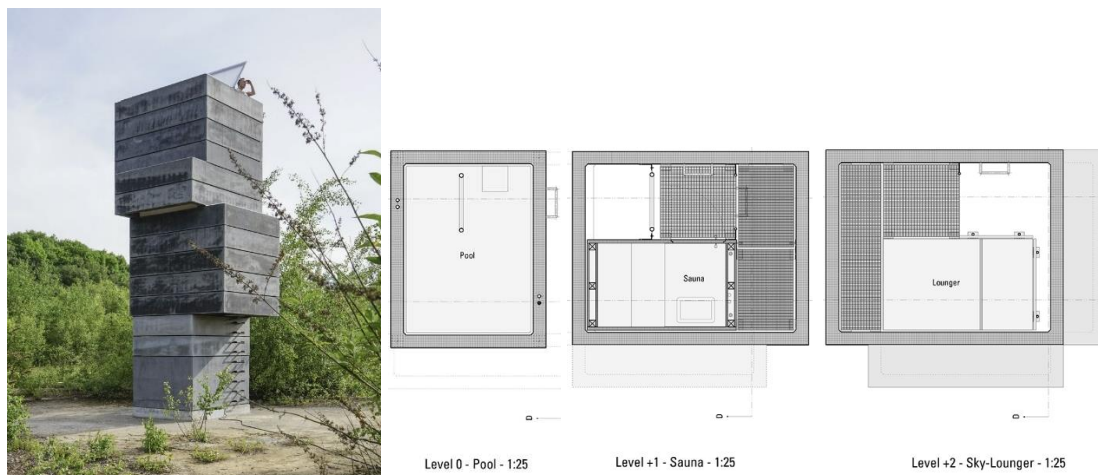 Pool
Sauna
Lounger
D
D
Level 0 - Pool - 1:25
Level +1 - Sauna - 1:25
Level +2 - Sky-Lounger - 1:25